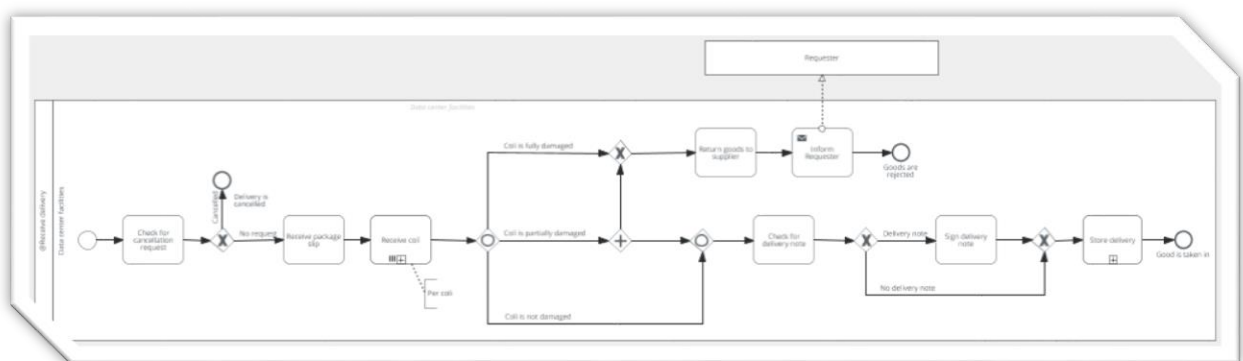 Requester
Data center facilities
@Receive delivery
Data center facilities
Coil is fully damaged
Return goods to
supplier
Inform
Requester
Goods are
rejected
Cancelled
Delivery is
cancelled
Check for
cancellation
request
No request
Receive package
slip
Receive coil
Per coil
Coil is partially damaged
Check for
delivery note
Delivery note
Sign delivery
note
Store delivery
Good is taken in
No delivery note
Coil is not damaged